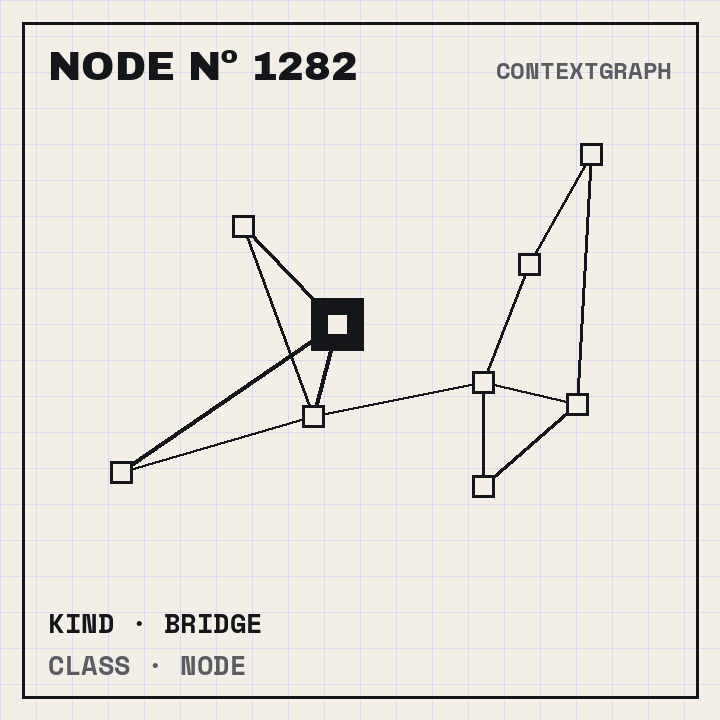 NODE Nº 1282
CONTEXTGRAPH
KIND · BRIDGE
CLASS · NODE